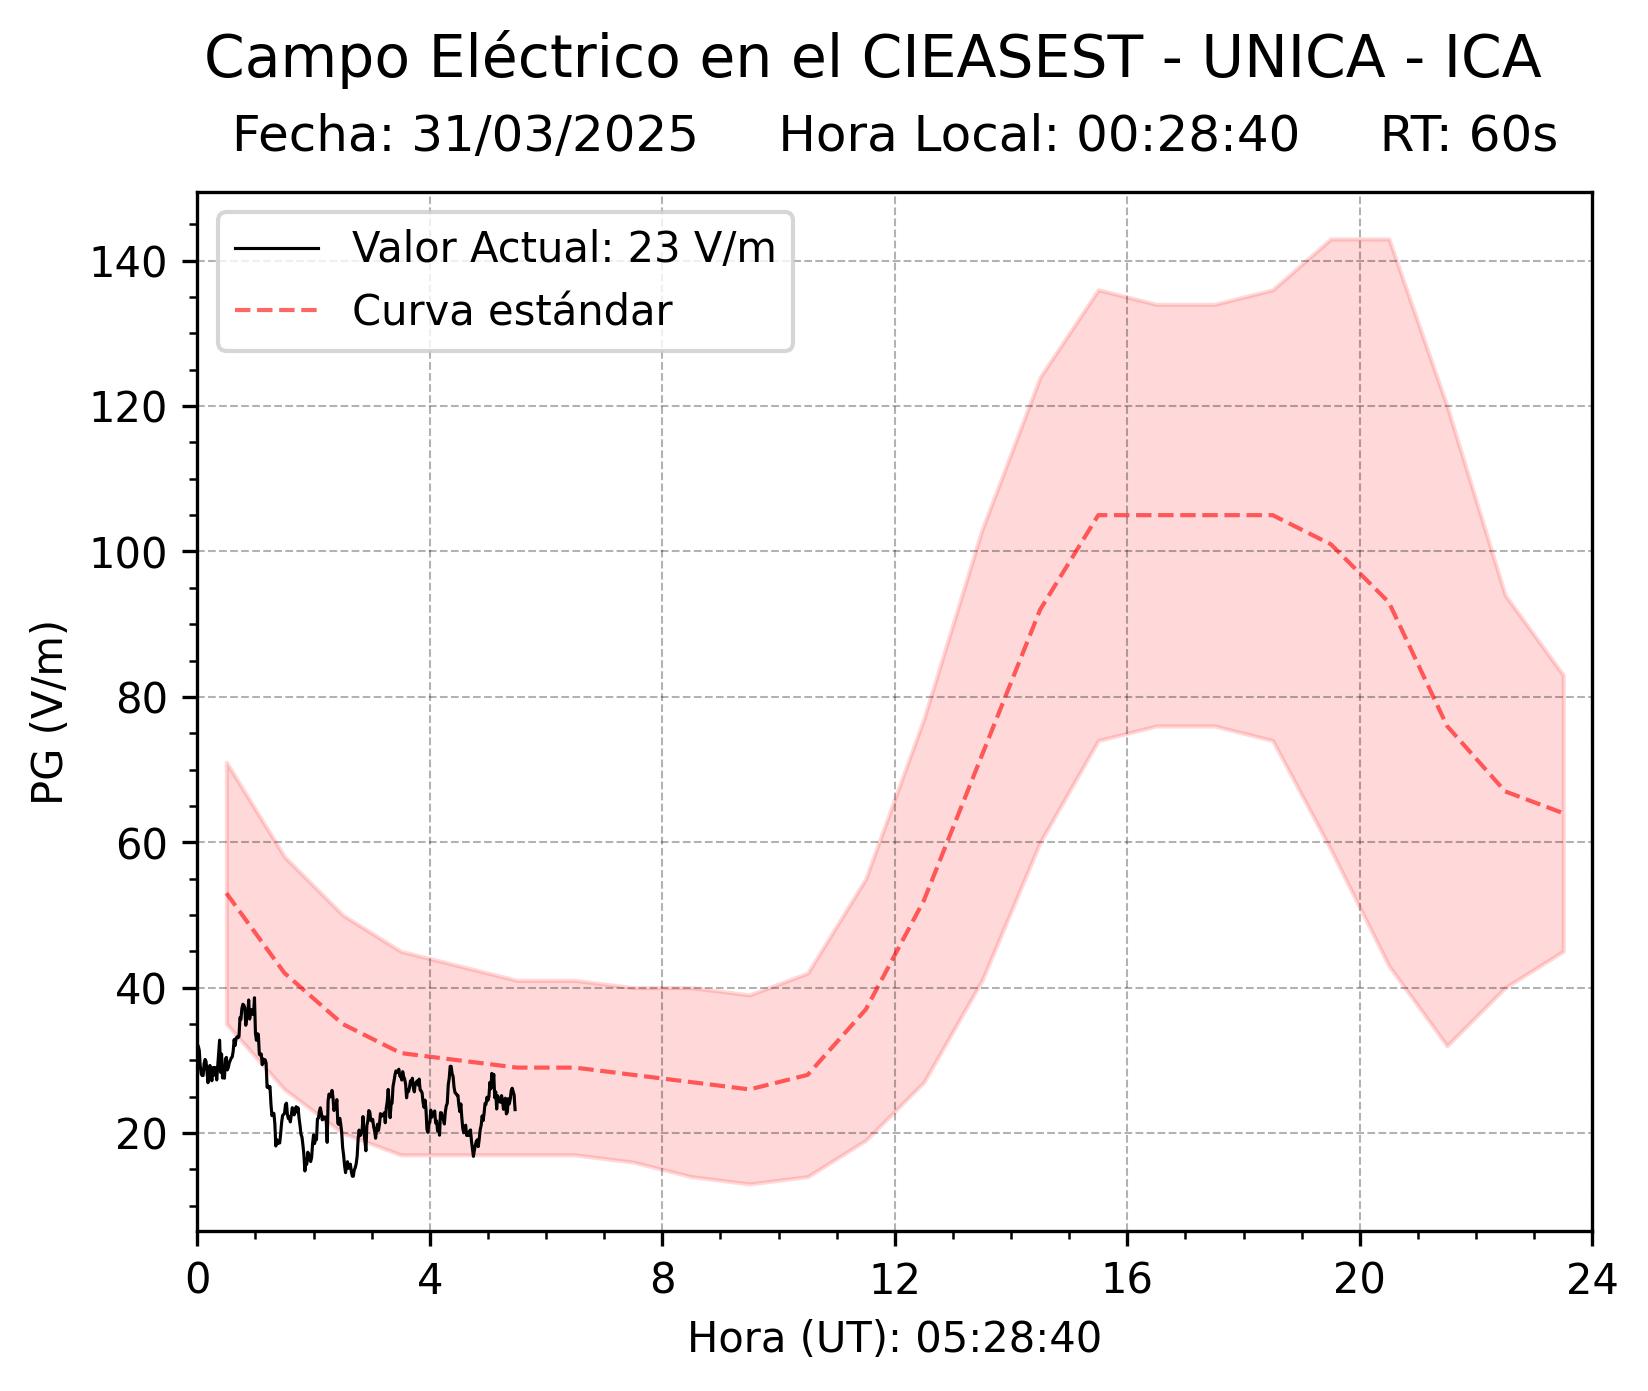 Campo Eléctrico en el CIEASEST - UNICA - ICA
Fecha: 31/03/2025 Hora Local: 00:28:40 RT: 60s
Valor Actual: 23 V/m
Curva estándar
140
120
100
80
60
40
20
PG (V/m)
0 4 8 12 16 20 24
Hora (UT): 05:28:40